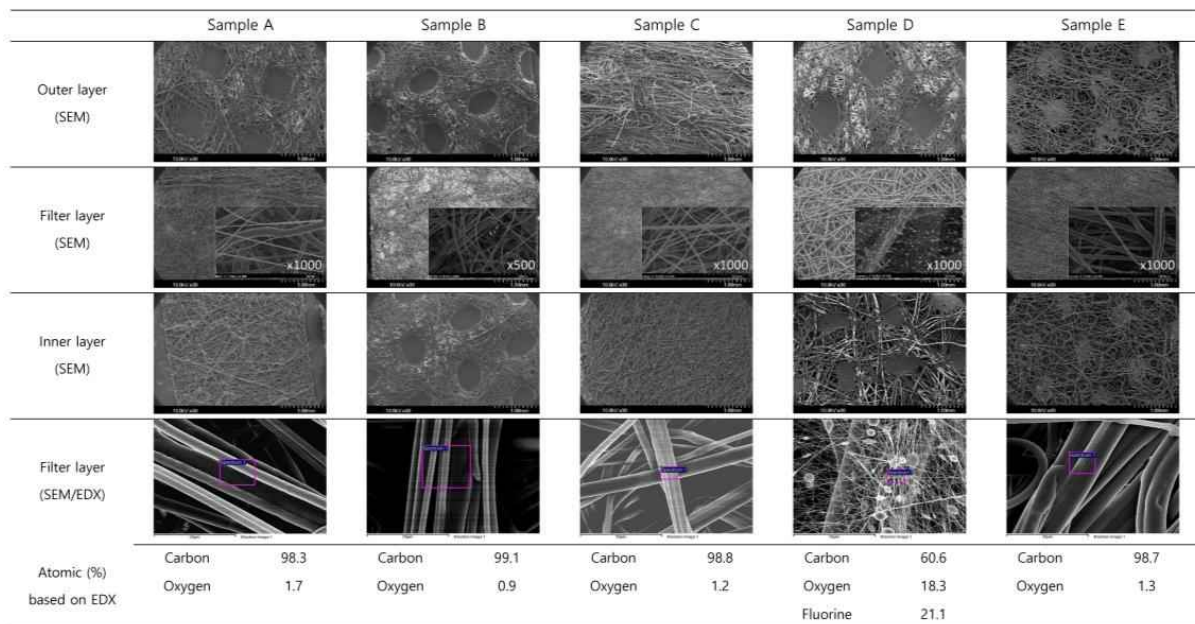 Sample A Sample B Sample C Sample D Sample E
Outer layer
(SEM)
Filter layer
(SEM)
x1000 x500 x1000 x1000 x1000
Inner layer
(SEM)
Filter layer
(SEM/EDX)
Atomic (%)
based on EDX
Carbon 98.3 Carbon 99.1 Carbon 98.8 Carbon 60.6 Carbon 98.7
Oxygen 1.7 Oxygen 0.9 Oxygen 1.2 Oxygen 18.3 Oxygen 1.3
Fluorine 21.1